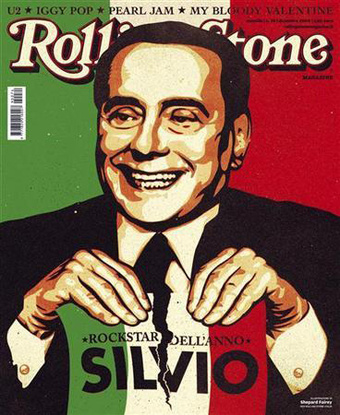 U2 ★ IGGY POP ★ PEARL JAM ★ MY BLOODY VALENTINE
Rolling Stone
MAGAZINE
★ROCKSTAR DELL'ANNO★
SILVIO
Shepard Fairey